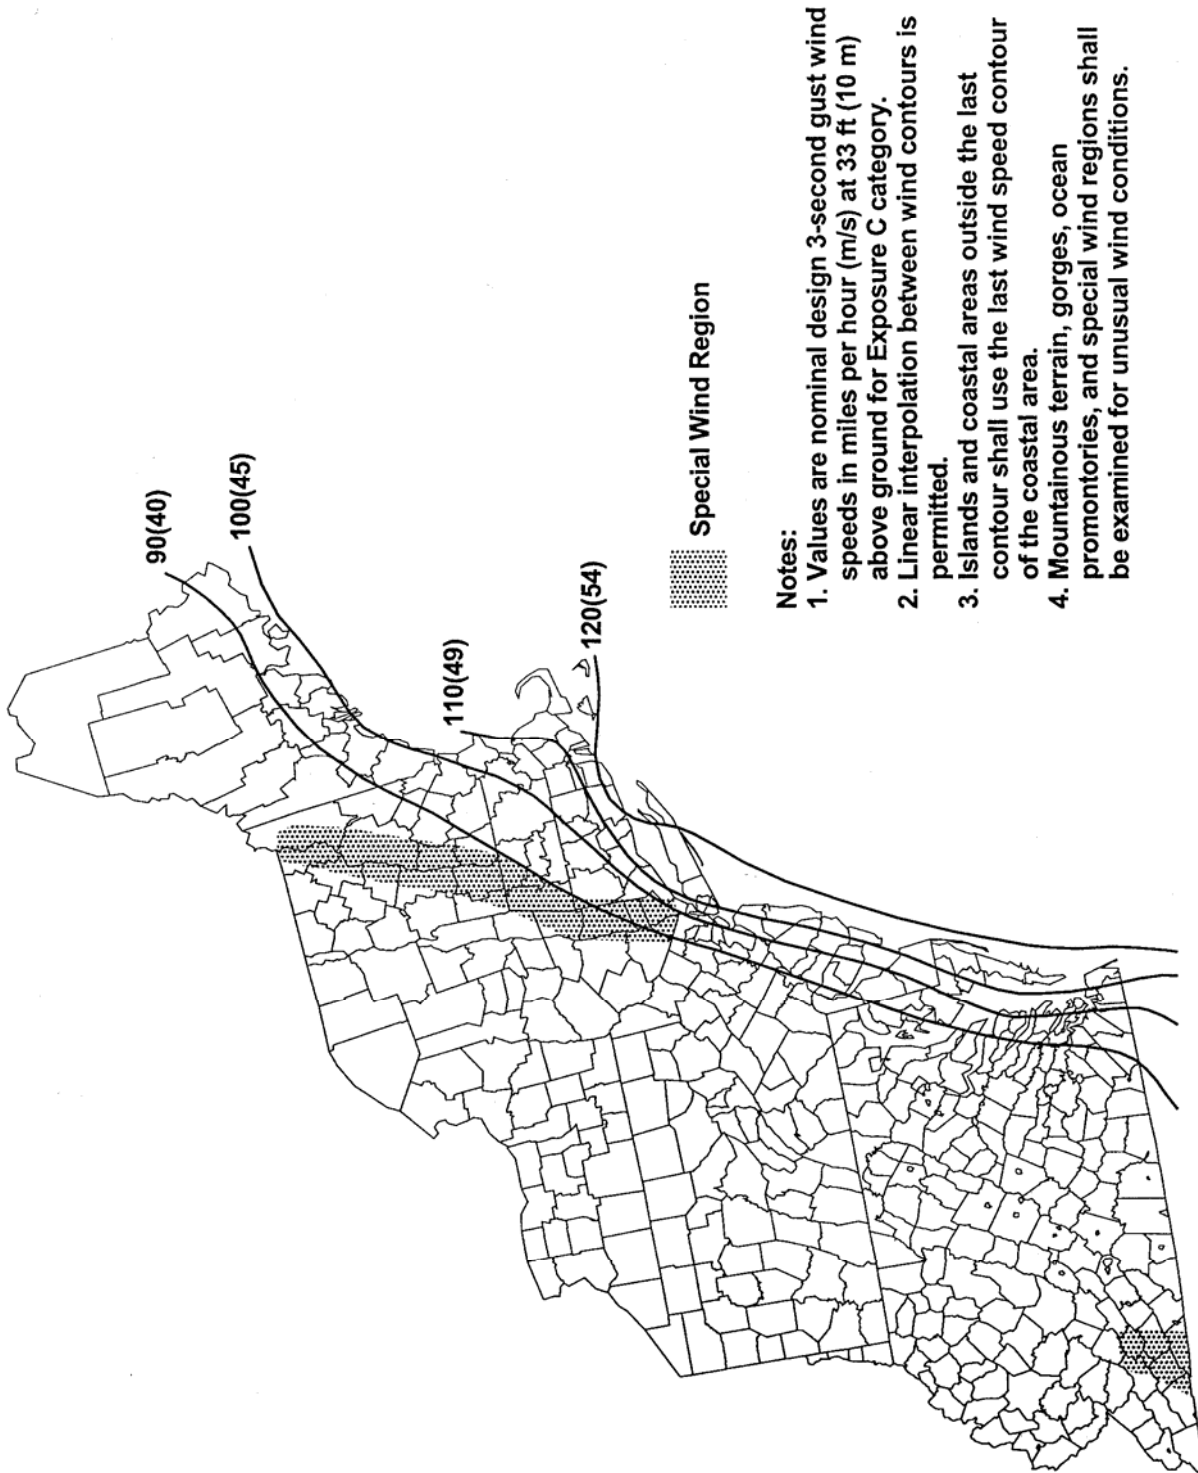 90(40)
100(45)
110(49)
120(54)
Special Wind Region
Notes:
1. Values are nominal design 3-second gust wind
speeds in miles per hour (m/s) at 33 ft (10 m)
above ground for Exposure C category.
2. Linear interpolation between wind contours is
permitted.
3. Islands and coastal areas outside the last
contour shall use the last wind speed contour
of the coastal area.
4. Mountainous terrain, gorges, ocean
promontories, and special wind regions shall
be examined for unusual wind conditions.